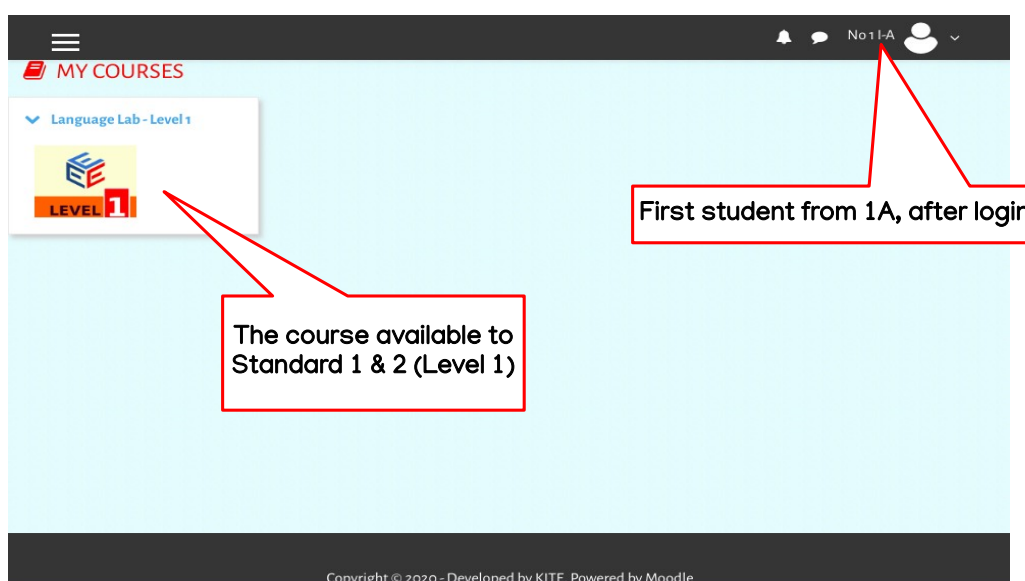 No 1 I-A
MY COURSES
Language Lab - Level 1
EEE
LEVEL 1
First student from 1A, after login
The course available to
Standard 1 & 2 (Level 1)
Copyright © 2020 - Developed by KITE. Powered by Moodle